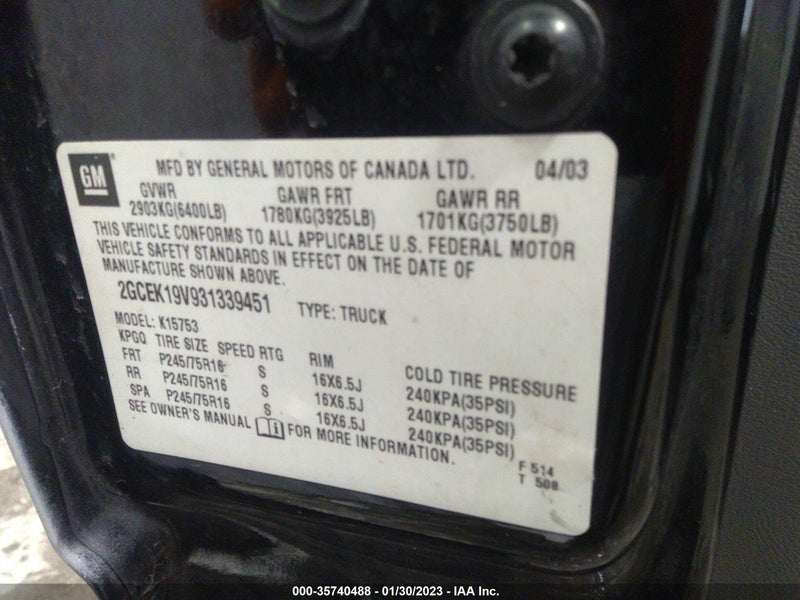 GM MFD BY GENERAL MOTORS OF CANADA LTD. 04/03
GVWR GAWR FRT GAWR RR
2903KG(6400LB) 1780KG(3925LB) 1701KG(3750LB)
THIS VEHICLE CONFORMS TO ALL APPLICABLE U.S. FEDERAL MOTOR
VEHICLE SAFETY STANDARDS IN EFFECT ON THE DATE OF
MANUFACTURE SHOWN ABOVE.
2GCEK19V931339451 TYPE: TRUCK
MODEL: K15753
KPGQ TIRE SIZE SPEED RTG RIM COLD TIRE PRESSURE
FRT P245/75R16 S 16X6.5J 240KPA(35PSI)
RR P245/75R16 S 16X6.5J 240KPA(35PSI)
SPA P245/75R16 S 16X6.5J 240KPA(35PSI)
SEE OWNER'S MANUAL FOR MORE INFORMATION.
F 514
T 508
000-35740488 - 01/30/2023 - IAA Inc.